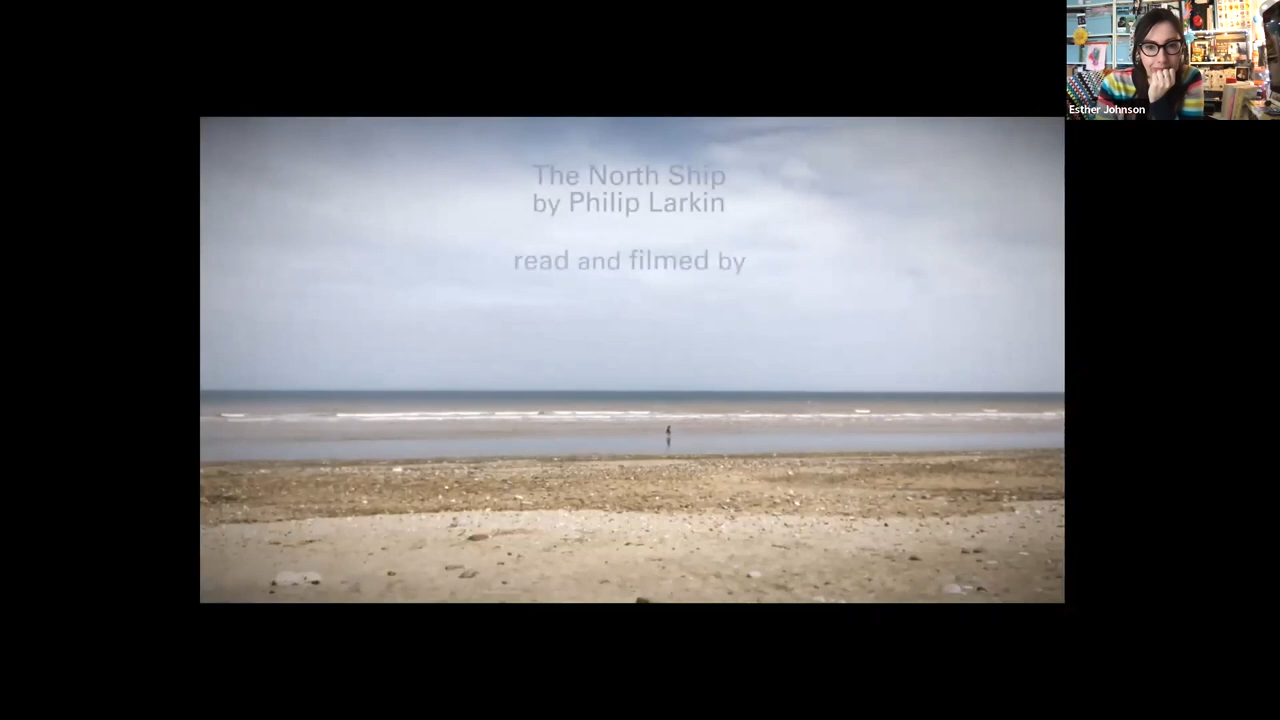 The North Ship
by Philip Larkin
read and filmed by
Esther Johnson